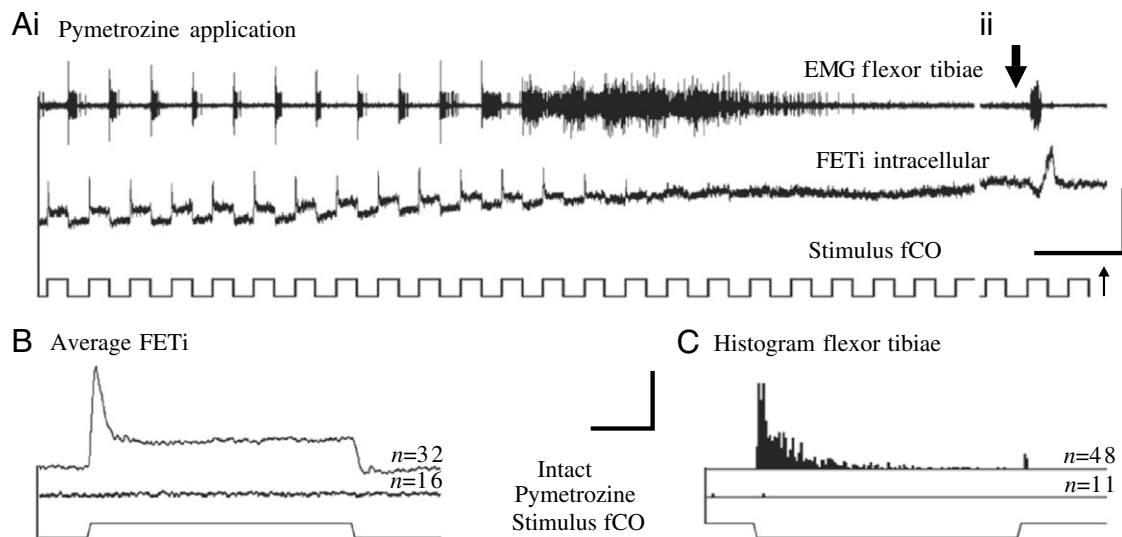 Ai Pymetrozine application
ii
EMG flexor tibiae
FETi intracellular
Stimulus fCO
B Average FETi
n=32
n=16
Intact
Pymetrozine
Stimulus fCO
C Histogram flexor tibiae
n=48
n=11